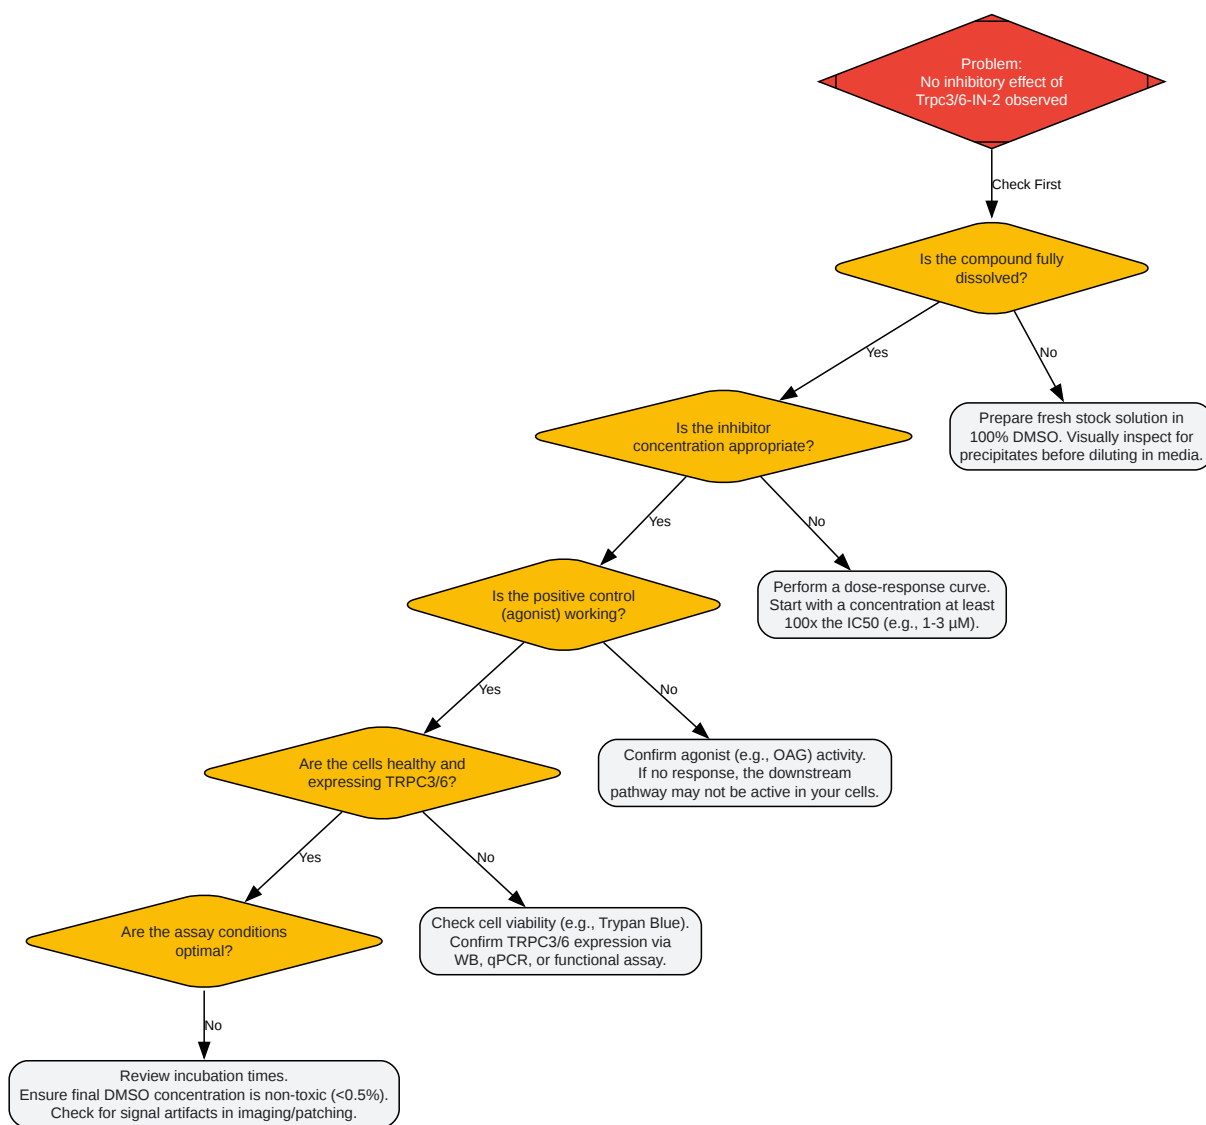 Problem:
No inhibitory effect of
Trpc3/6-IN-2 observed
Check First
Is the compound fully
dissolved?
Yes
No
Is the inhibitor
concentration appropriate?
Prepare fresh stock solution in
100% DMSO. Visually inspect for
precipitates before diluting in media.
Yes
No
Is the positive control
(agonist) working?
Perform a dose-response curve.
Start with a concentration at least
100x the IC50 (e.g., 1-3 µM).
Yes
No
Are the cells healthy and
expressing TRPC3/6?
Confirm agonist (e.g., OAG) activity.
If no response, the downstream
pathway may not be active in your cells.
Yes
No
Are the assay conditions
optimal?
Check cell viability (e.g., Trypan Blue).
Confirm TRPC3/6 expression via
WB, qPCR, or functional assay.
No
Review incubation times.
Ensure final DMSO concentration is non-toxic (<0.5%).
Check for signal artifacts in imaging/patching.